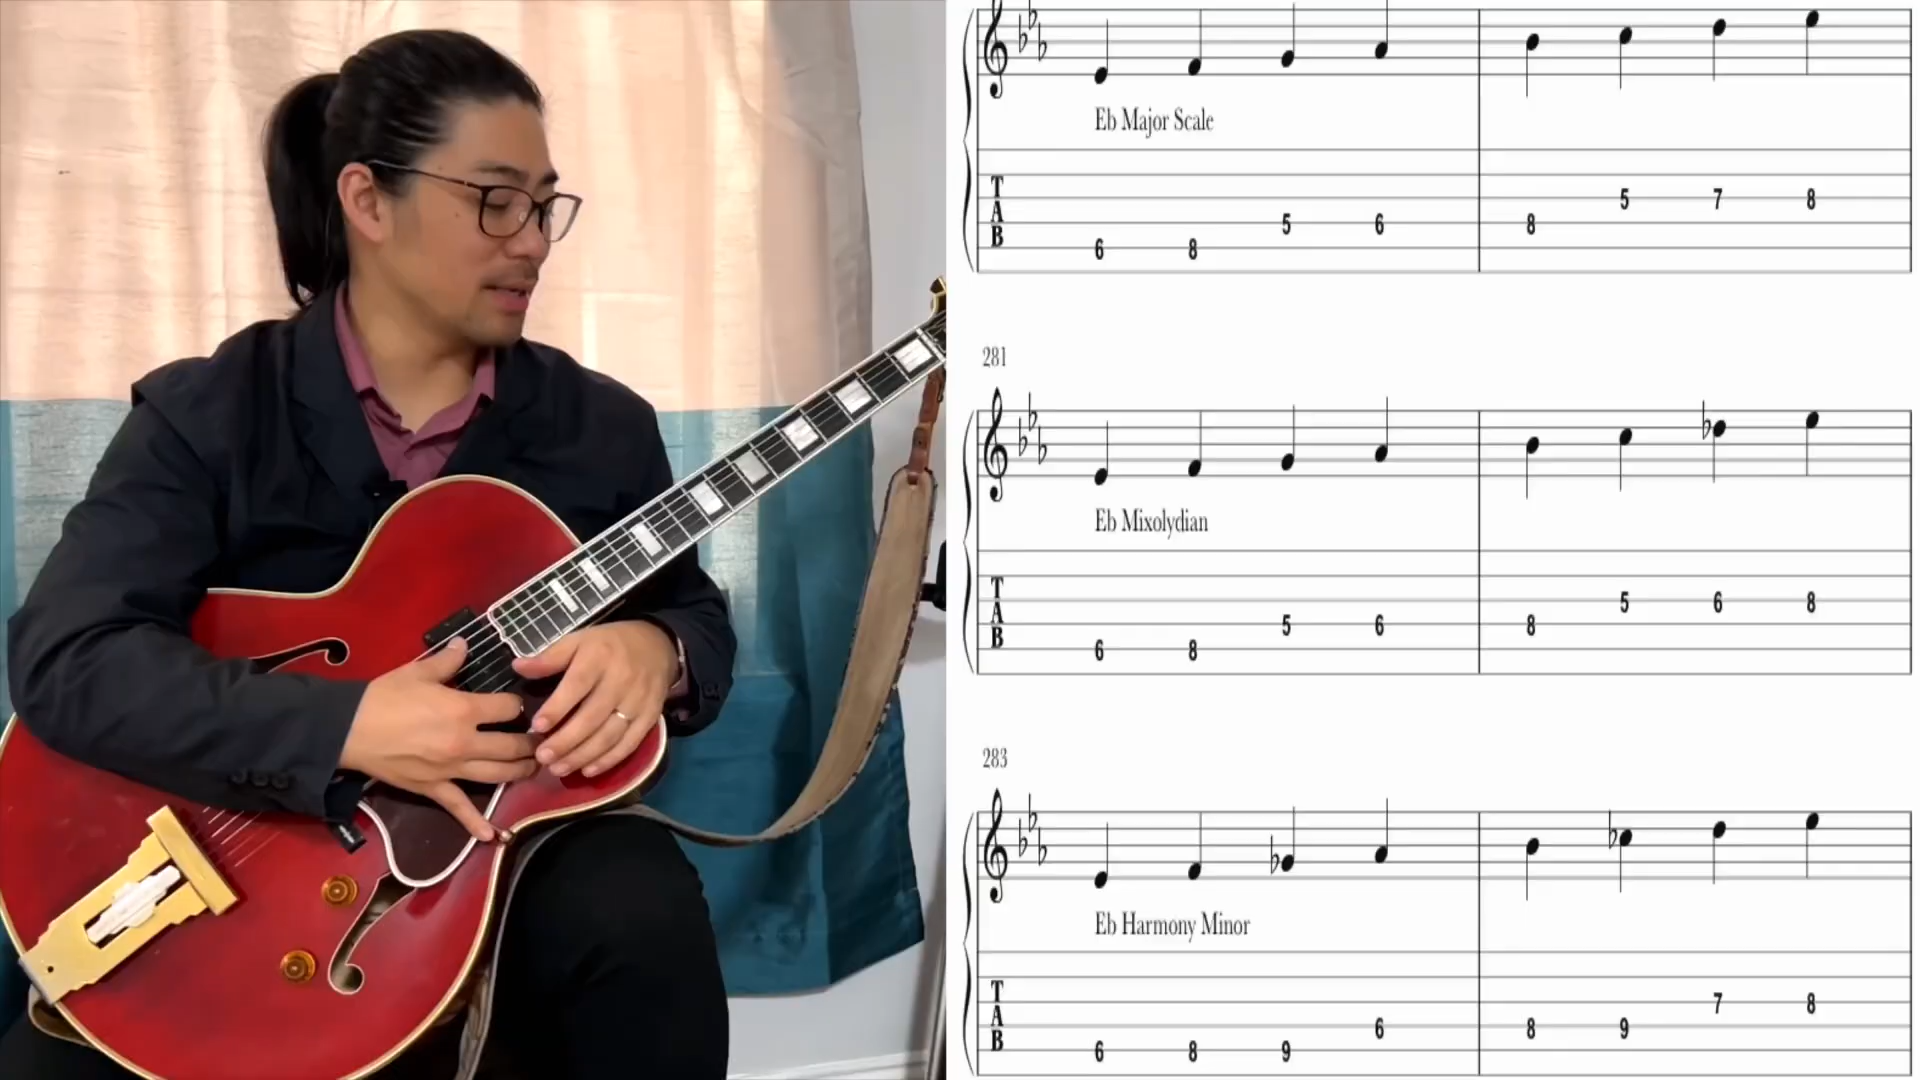 Eb Major Scale
T
A
B
6 8 5 6 8 5 7 8
281
Eb Mixolydian
T
A
B
6 8 5 6 8 5 6 8
283
Eb Harmony Minor
T
A
B
6 8 9 6 8 9 7 8